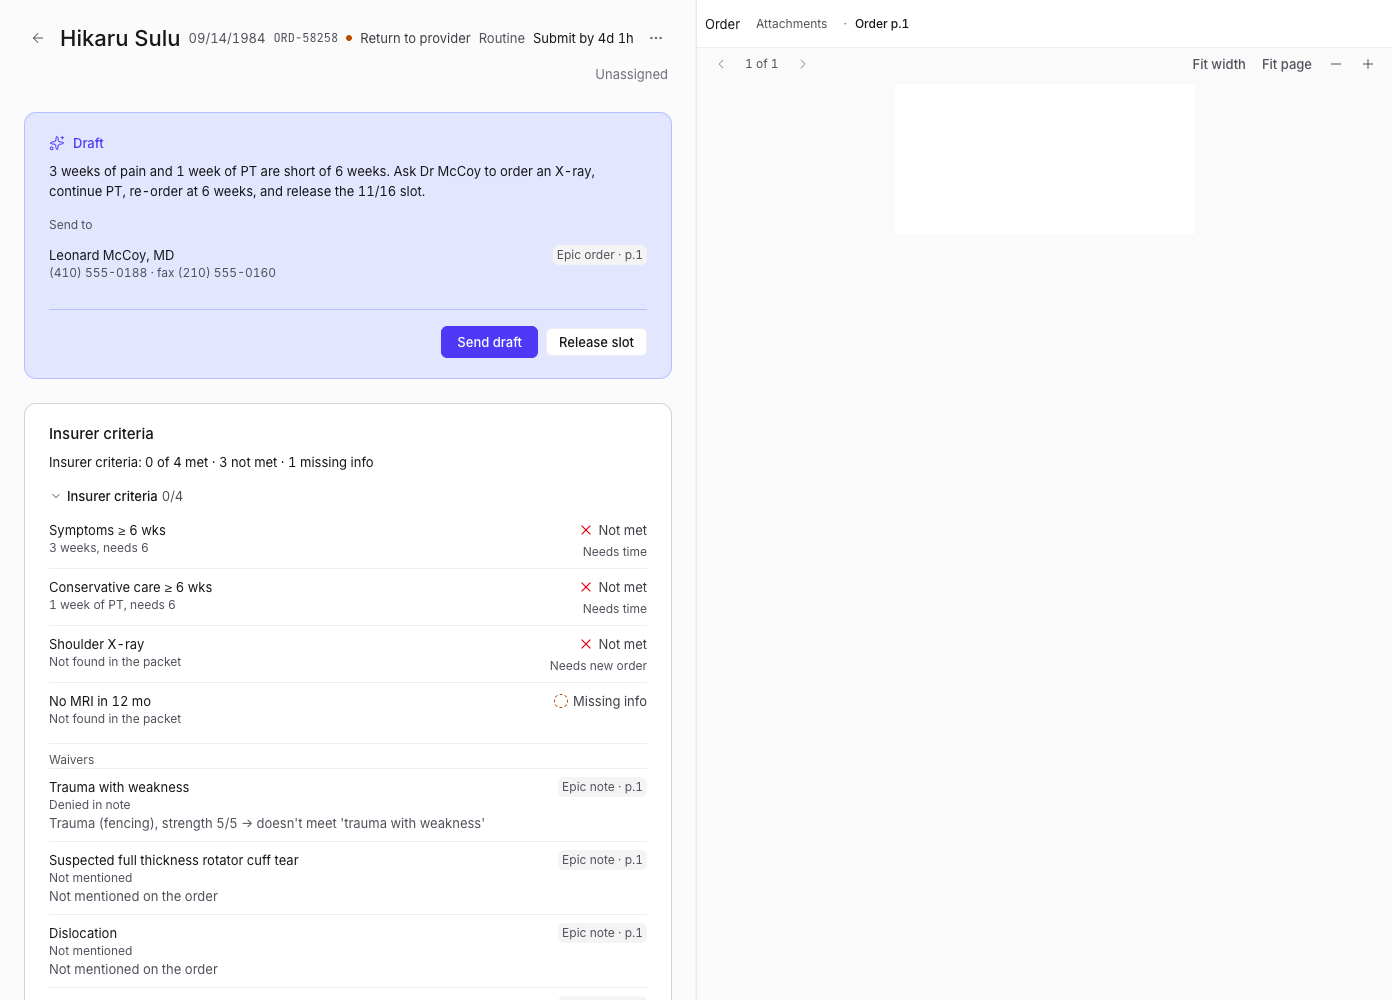 Hikaru Sulu 09/14/1984 ORD-58258 Return to provider Routine Submit by 4d 1h
Unassigned
Draft
3 weeks of pain and 1 week of PT are short of 6 weeks. Ask Dr McCoy to order an X-ray,
continue PT, re-order at 6 weeks, and release the 11/16 slot.
Send to
Leonard McCoy, MD Epic order · p.1
(410) 555-0188 · fax (210) 555-0160
Send draft Release slot
Insurer criteria
Insurer criteria: 0 of 4 met · 3 not met · 1 missing info
Insurer criteria 0/4
Symptoms ≥ 6 wks Not met
3 weeks, needs 6 Needs time
Conservative care ≥ 6 wks Not met
1 week of PT, needs 6 Needs time
Shoulder X-ray Not met
Not found in the packet Needs new order
No MRI in 12 mo Missing info
Not found in the packet
Waivers
Trauma with weakness Epic note · p.1
Denied in note
Trauma (fencing), strength 5/5 → doesn't meet 'trauma with weakness'
Suspected full thickness rotator cuff tear Epic note · p.1
Not mentioned
Not mentioned on the order
Dislocation Epic note · p.1
Not mentioned
Not mentioned on the order
Order Attachments · Order p.1
1 of 1 Fit width Fit page